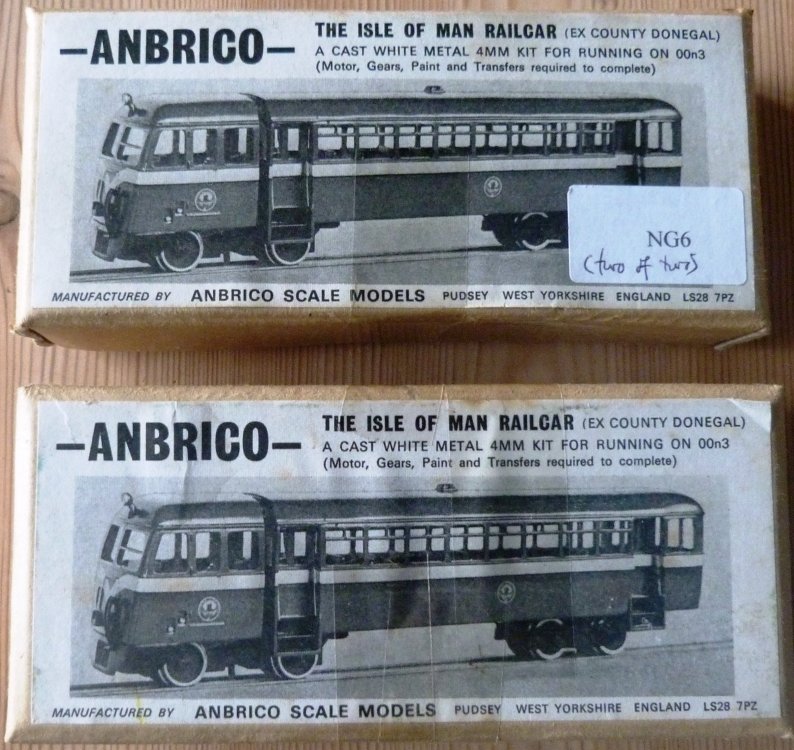 —ANBRICO—
THE ISLE OF MAN RAILCAR (EX COUNTY DONEGAL)
A CAST WHITE METAL 4MM KIT FOR RUNNING ON 00n3
(Motor, Gears, Paint and Transfers required to complete)
NG6
(two of two)
MANUFACTURED BY ANBRICO SCALE MODELS PUDSEY WEST YORKSHIRE ENGLAND LS28 7PZ
—ANBRICO—
THE ISLE OF MAN RAILCAR (EX COUNTY DONEGAL)
A CAST WHITE METAL 4MM KIT FOR RUNNING ON 00n3
(Motor, Gears, Paint and Transfers required to complete)
MANUFACTURED BY ANBRICO SCALE MODELS PUDSEY WEST YORKSHIRE ENGLAND LS28 7PZ